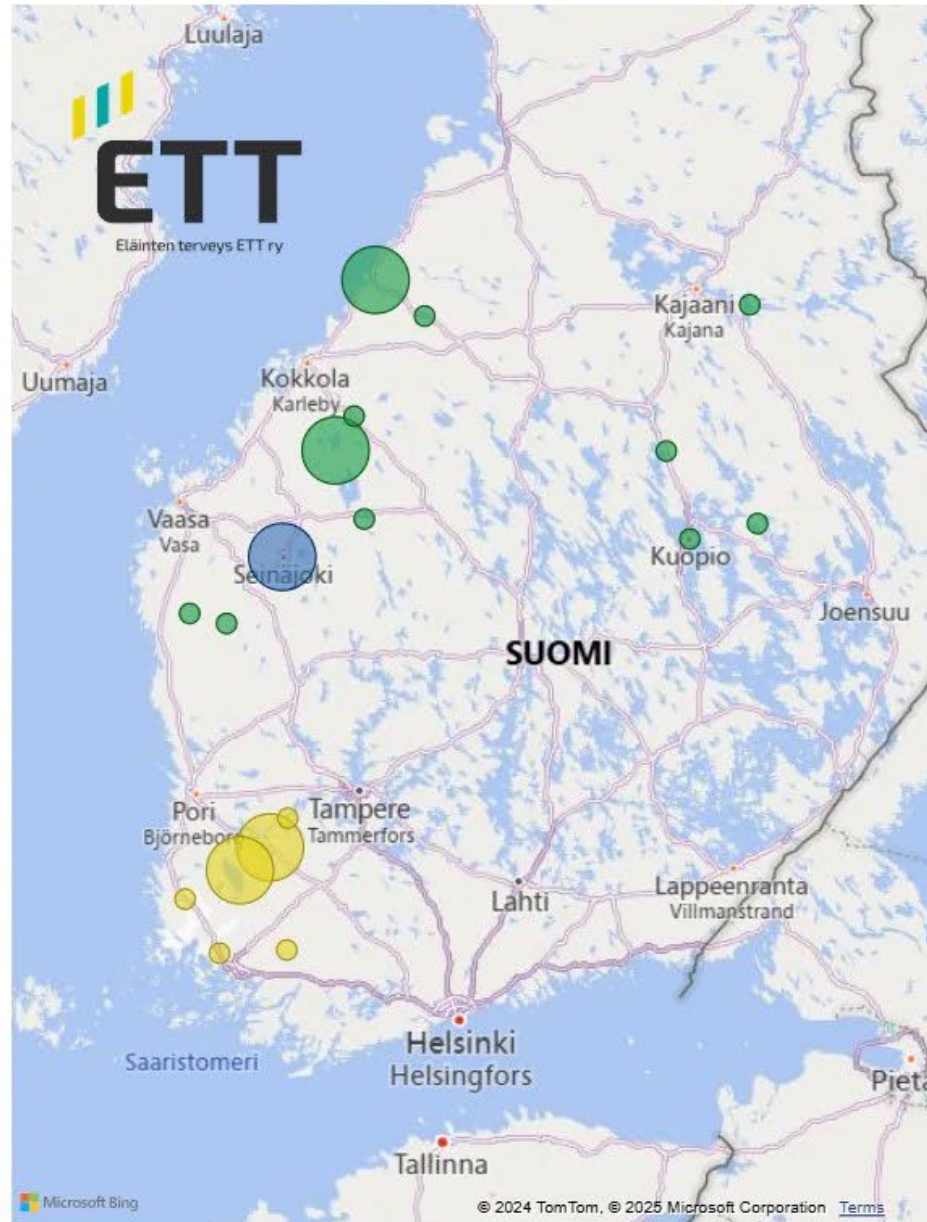 Luulaja
ETT
Eläinten terveys ETT ry
Kajaani
Kajana
Uumaja
Kokkola
Karleby
Vaasa
Vasa
Seinäjoki
Kuopio
Joensuu
SUOMI
Pori
Björneborg
Tampere
Tammerfors
Lahti
Lappeenranta
Villmanstrand
Helsinki
Helsingfors
Saaristomeri
Pieta
Tallinna
Microsoft Bing
© 2024 TomTom, © 2025 Microsoft Corporation Terms